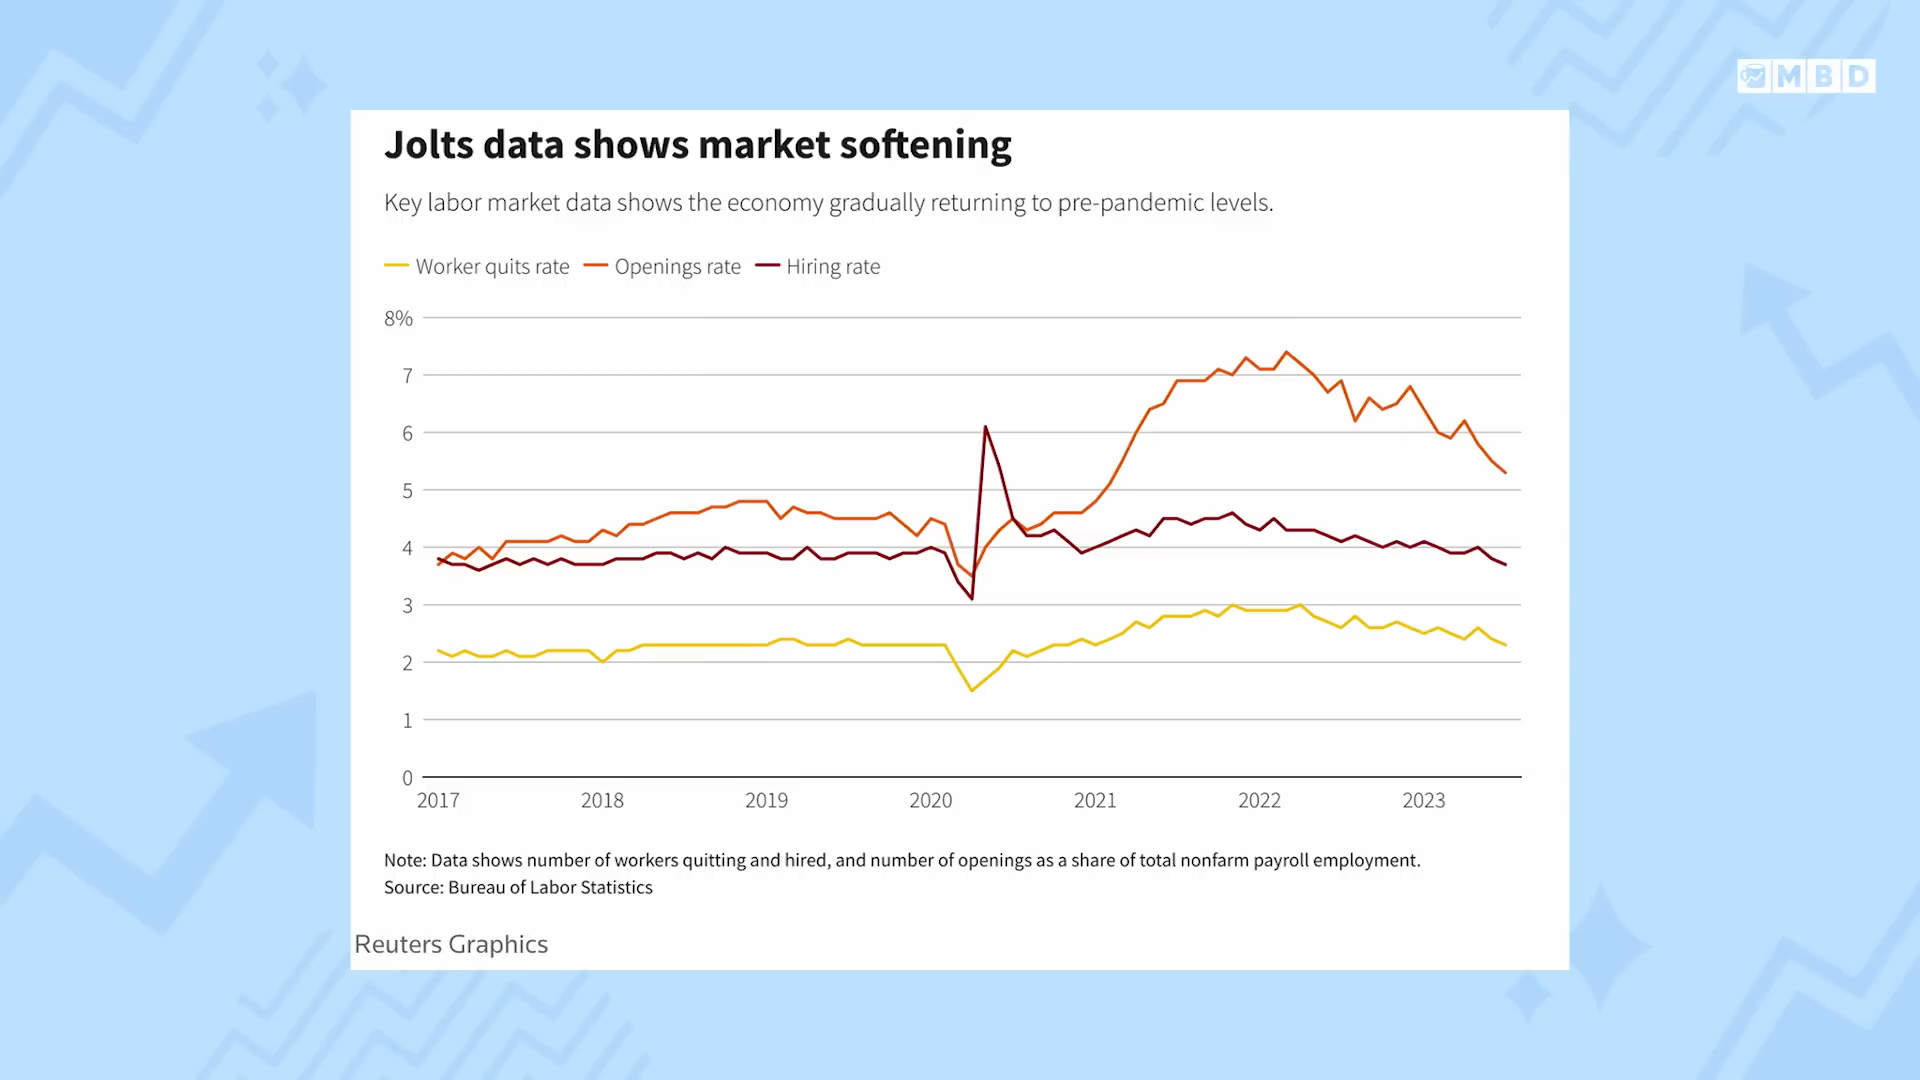 MBD
Jolts data shows market softening
Key labor market data shows the economy gradually returning to pre-pandemic levels.
Worker quits rate Openings rate Hiring rate
8%
7
6
5
4
3
2
1
0
2017 2018 2019 2020 2021 2022 2023
Note: Data shows number of workers quitting and hired, and number of openings as a share of total nonfarm payroll employment.
Source: Bureau of Labor Statistics
Reuters Graphics